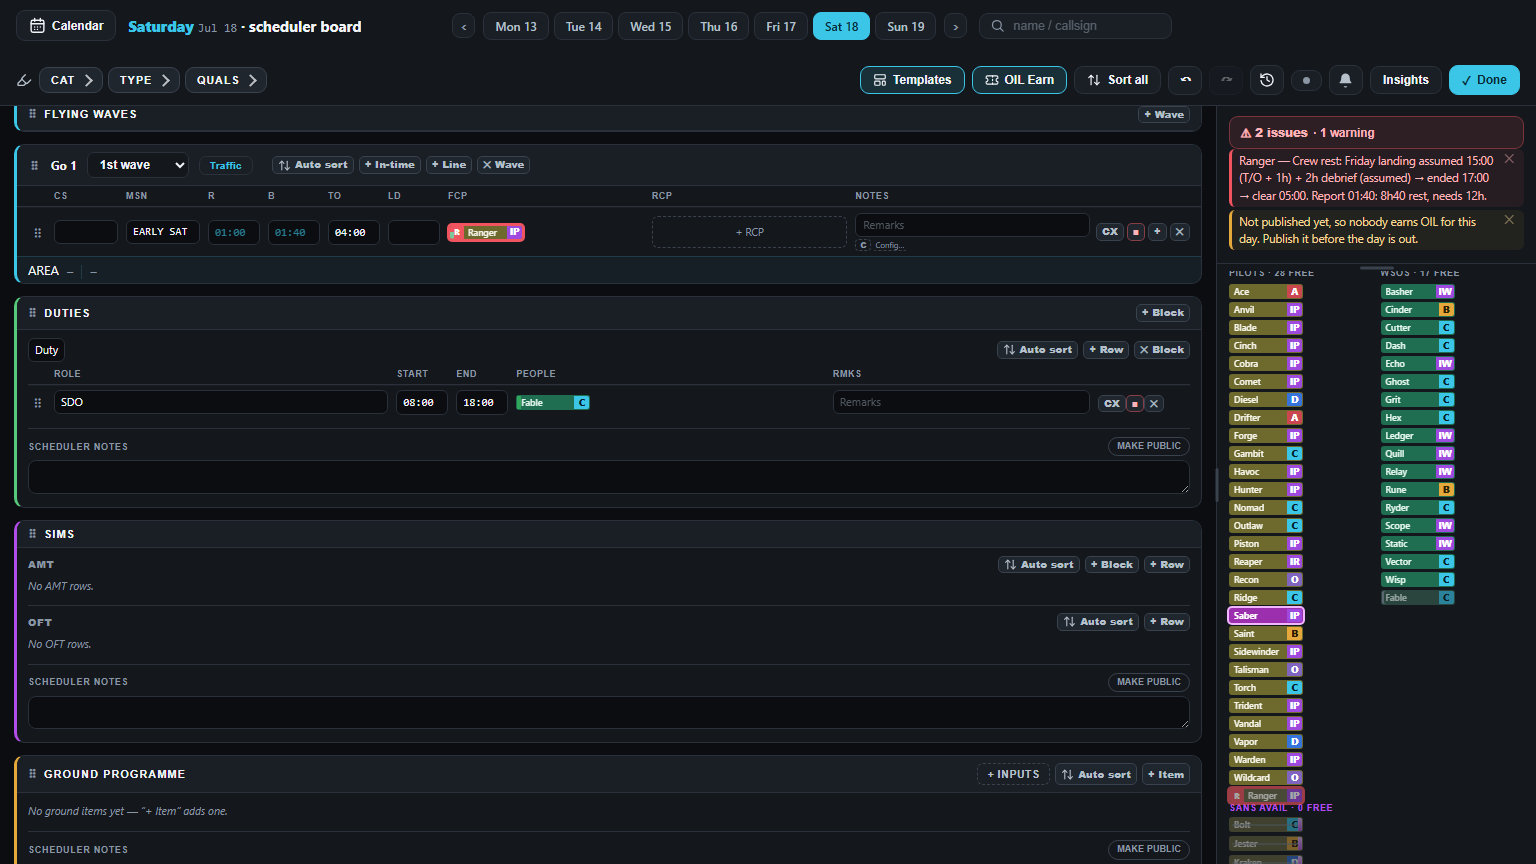 Calendar
Saturday Jul 18 · scheduler board
‹
Mon 13
Tue 14
Wed 15
Thu 16
Fri 17
Sat 18
Sun 19
›
name / callsign
CAT
TYPE
QUALS
Templates
OIL Earn
Sort all
Insights
✓ Done
FLYING WAVES
+ Wave
Go 1
1st wave
Traffic
Auto sort
+ In-time
+ Line
✕ Wave
CS MSN R B TO LD FCP RCP NOTES
EARLY SAT
01:00
01:40
04:00
R Ranger IP
+ RCP
Remarks
C Config...
CX
+
✕
AREA – –
DUTIES
+ Block
Duty
Auto sort
+ Row
✕ Block
ROLE START END PEOPLE RMKS
SDO
08:00
18:00
Fable C
Remarks
CX
✕
SCHEDULER NOTES
MAKE PUBLIC
SIMS
AMT
Auto sort
+ Block
+ Row
No AMT rows.
OFT
Auto sort
+ Row
No OFT rows.
SCHEDULER NOTES
MAKE PUBLIC
GROUND PROGRAMME
+ INPUTS
Auto sort
+ Item
No ground items yet — "+ Item" adds one.
SCHEDULER NOTES
MAKE PUBLIC
⚠ 2 issues · 1 warning
Ranger — Crew rest: Friday landing assumed 15:00
(T/O + 1h) + 2h debrief (assumed) → ended 17:00
→ clear 05:00. Report 01:40: 8h40 rest, needs 12h.
Not published yet, so nobody earns OIL for this
day. Publish it before the day is out.
PILOTS · 28 FREE
Ace A
Anvil IP
Blade IP
Cinch IP
Cobra IP
Comet IP
Diesel D
Drifter A
Forge IP
Gambit C
Havoc IP
Hunter IP
Nomad C
Outlaw C
Piston IP
Reaper IR
Recon O
Ridge C
Saber IP
Saint B
Sidewinder IP
Talisman O
Torch C
Trident IP
Vandal IP
Vapor D
Warden IP
Wildcard O
R Ranger IP
SANS AVAIL · 0 FREE
Bolt C
Jester B
Kraken D
WSOS · 17 FREE
Basher IW
Cinder B
Cutter C
Dash C
Echo IW
Ghost C
Grit C
Hex C
Ledger IW
Quill IW
Relay IW
Rune B
Ryder C
Scope IW
Static IW
Vector C
Wisp C
Fable C